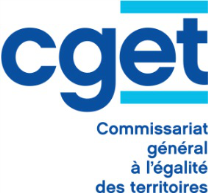 cget
Commissariat
général
à l'égalité
des territoires